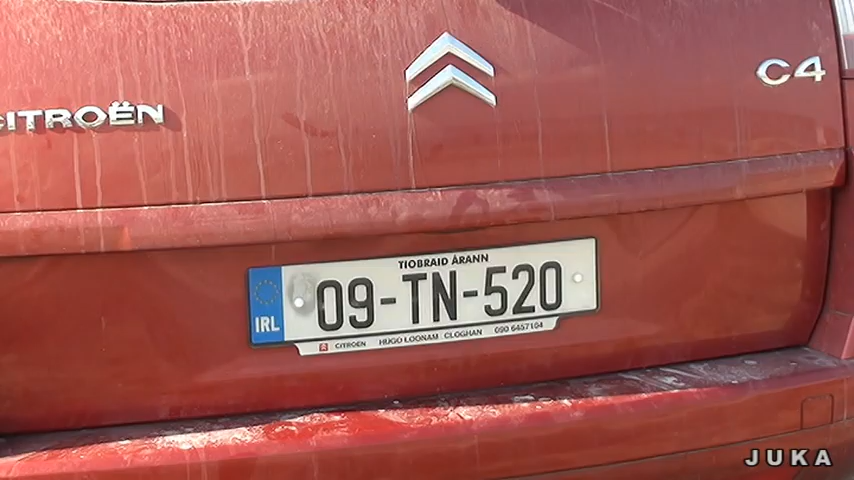 CITROËN
C4
TIOBRAID ÁRANN
IRL 09-TN-520
CITROEN HUGO LOONAM CLOGHAN 090 6457104
JUKA